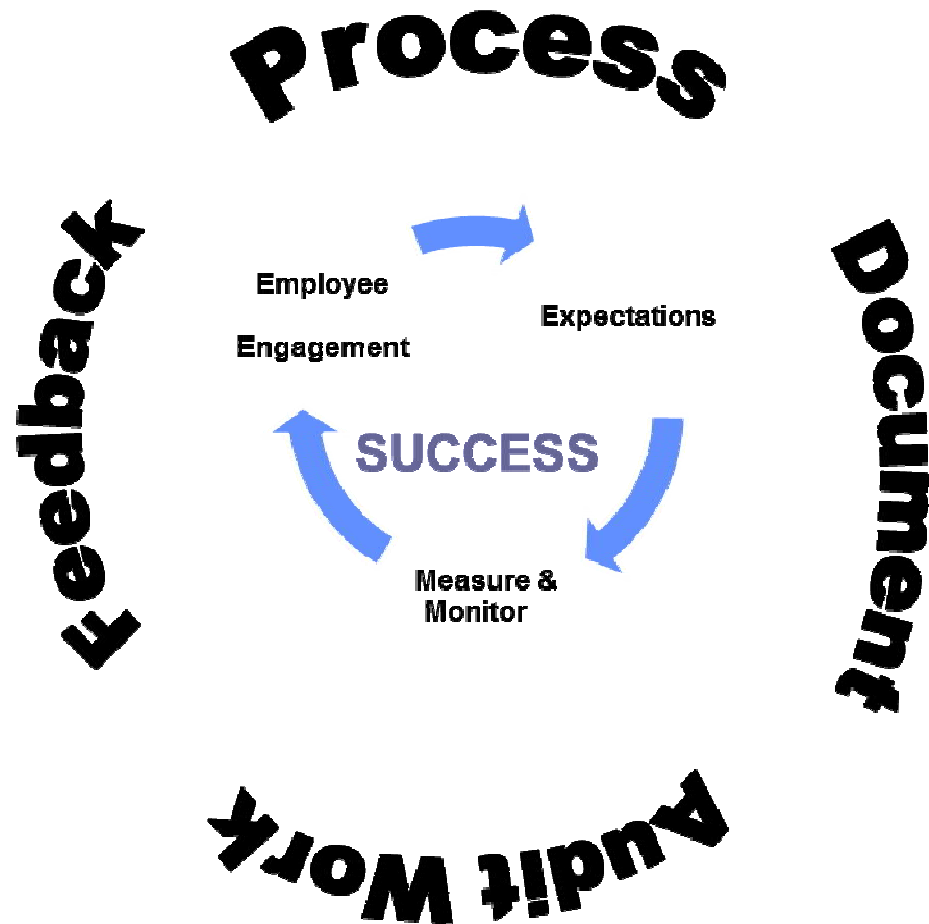 Process
Document
Audit Work
Feedback
Employee
Engagement
Expectations
SUCCESS
Measure &
Monitor